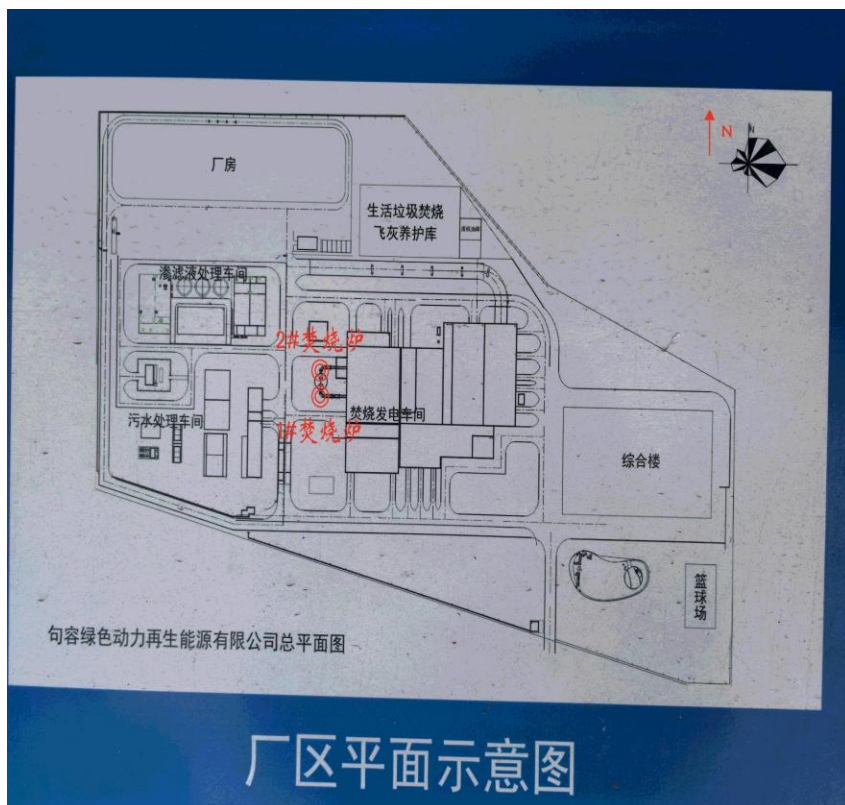 N
N
厂房
生活垃圾焚烧
飞灰养护库
渗滤液处理车间
2#焚烧炉
焚烧发电车间
污水处理车间
1#焚烧炉
综合楼
篮球场
句容绿色动力再生能源有限公司总平面图
厂区平面示意图